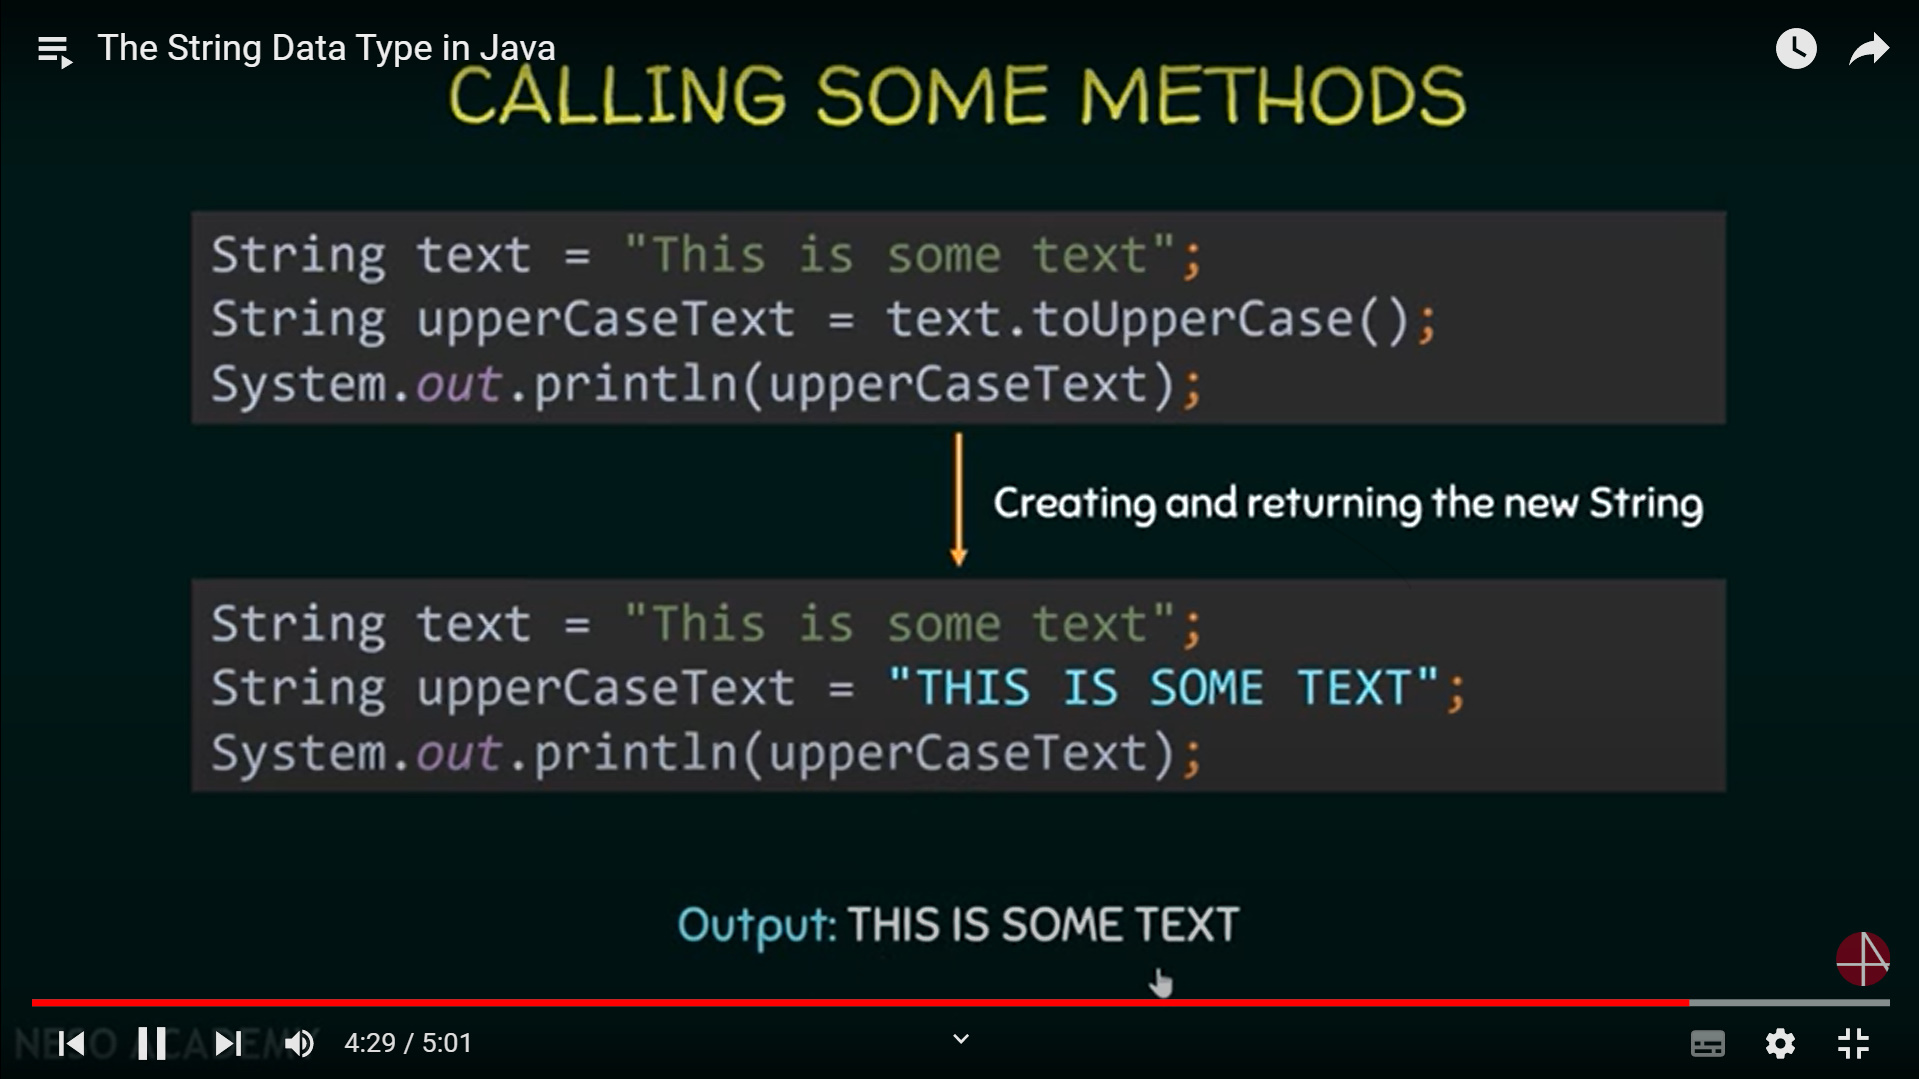 The String Data Type in Java
CALLING SOME METHODS
String text = "This is some text";
String upperCaseText = text.toUpperCase();
System.out.println(upperCaseText);
Creating and returning the new String
String text = "This is some text";
String upperCaseText = "THIS IS SOME TEXT";
System.out.println(upperCaseText);
Output: THIS IS SOME TEXT
NESO ACADEMY
4:29 / 5:01